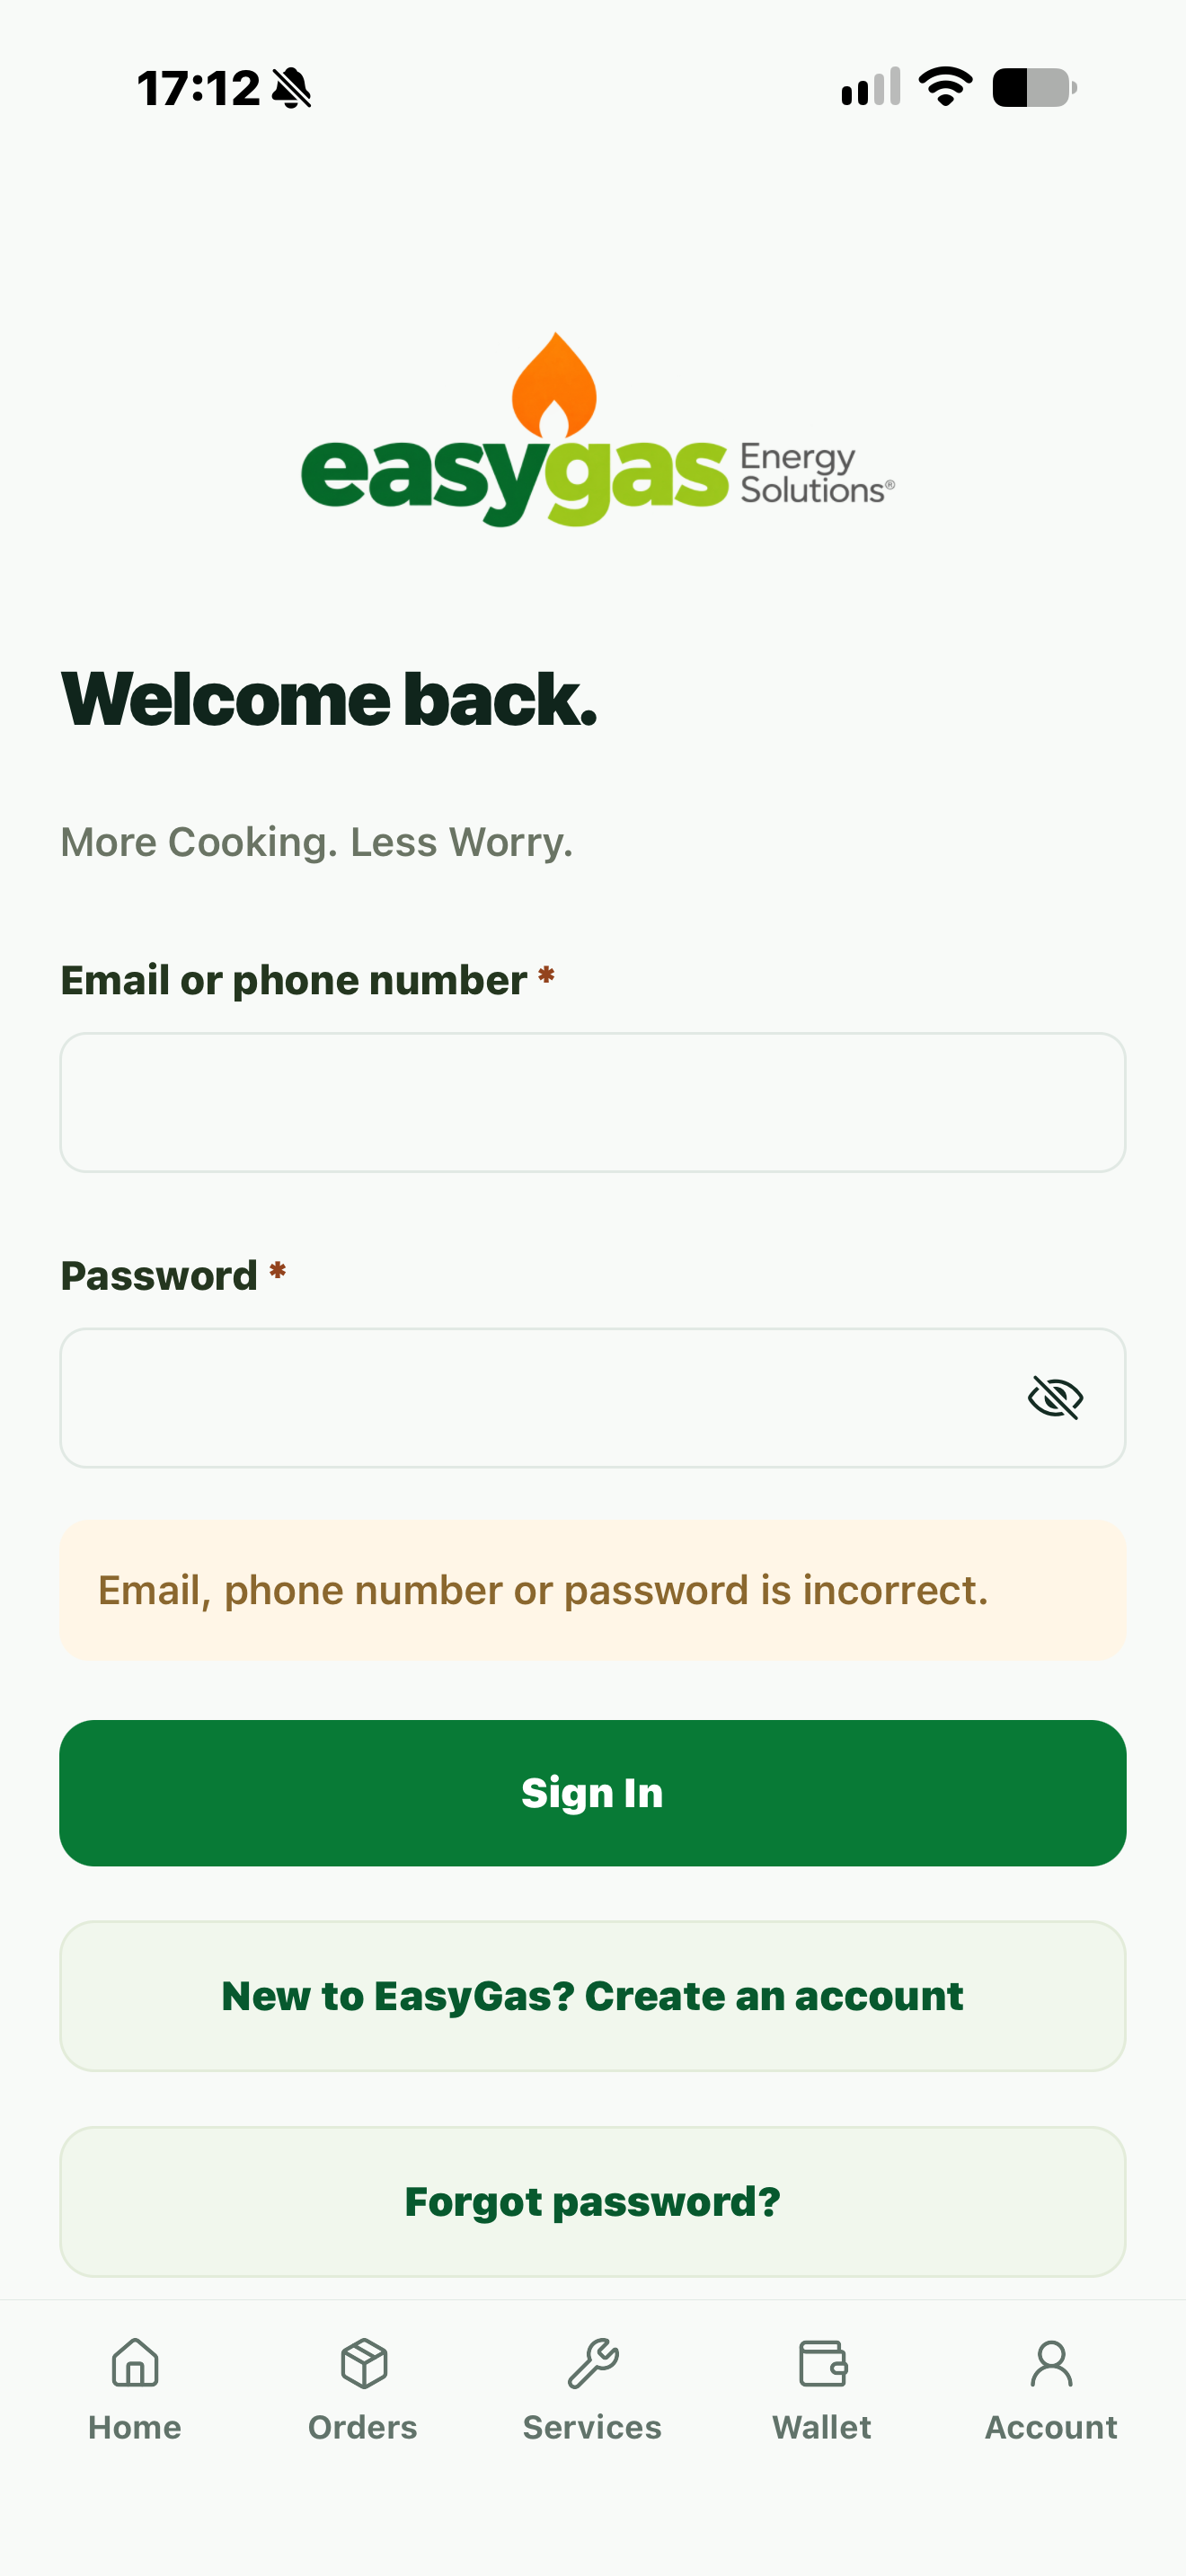 17:12
easygas Energy
Solutions®
Welcome back.
More Cooking. Less Worry.
Email or phone number *
Password *
Email, phone number or password is incorrect.
Sign In
New to EasyGas? Create an account
Forgot password?
Home Orders Services Wallet Account